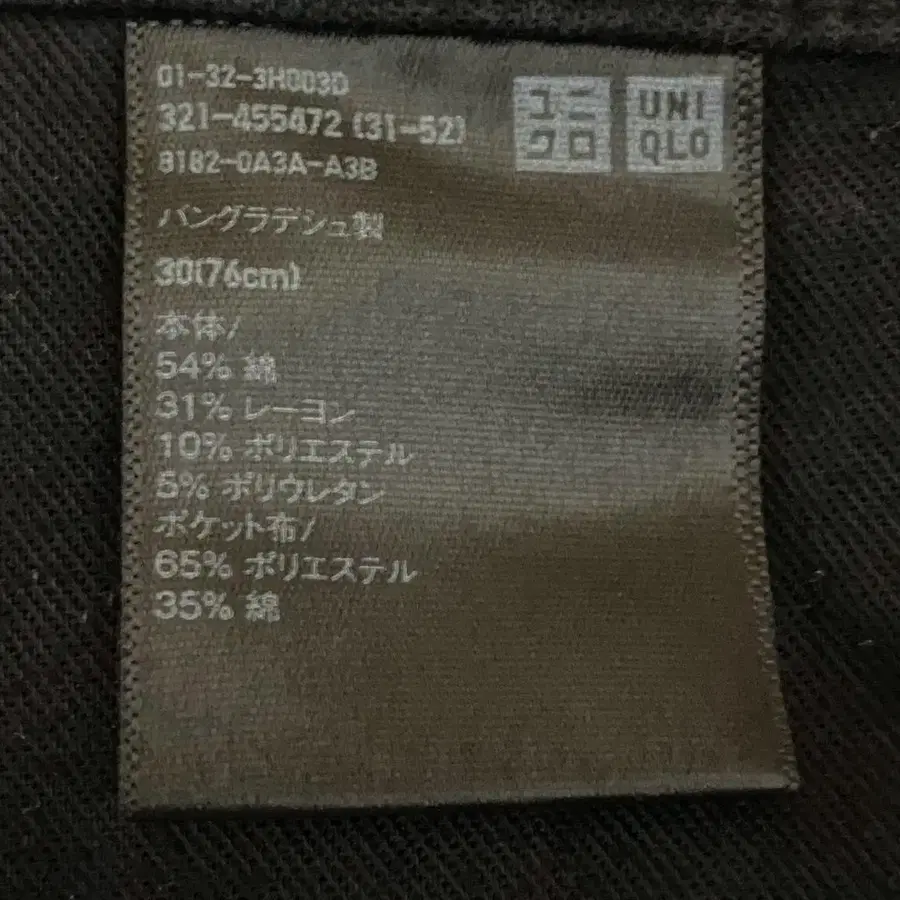 01-32-3H003D
321-455472 (31-52)
8182-0A3A-A3B
ユニ
クロ
UNI
QLO
バングラデシュ製
30(76cm)
本体/
54% 綿
31% レーヨン
10% ポリエステル
5% ポリウレタン
ポケット布/
65% ポリエステル
35% 綿